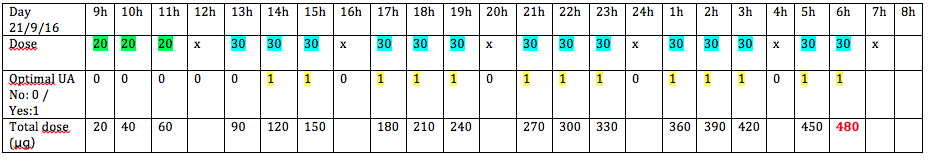 Day 9h 10h 11h 12h 13h 14h 15h 16h 17h 18h 19h 20h 21h 22h 23h 24h 1h 2h 3h 4h 5h 6h 7h 8h
21/9/16
Dose 20 20 20 x 30 30 30 x 30 30 30 x 30 30 30 x 30 30 30 x 30 30 x
Optimal UA 0 0 0 0 0 1 1 0 1 1 1 0 1 1 1 0 1 1 1 0 1 1
No: 0 /
Yes:1
Total dose 20 40 60 90 120 150 180 210 240 270 300 330 360 390 420 450 480
(μg)